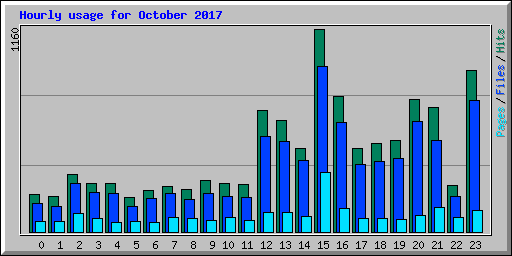 Hourly usage for October 2017
1160
Pages/Files/Hits
0 1 2 3 4 5 6 7 8 9 10 11 12 13 14 15 16 17 18 19 20 21 22 23